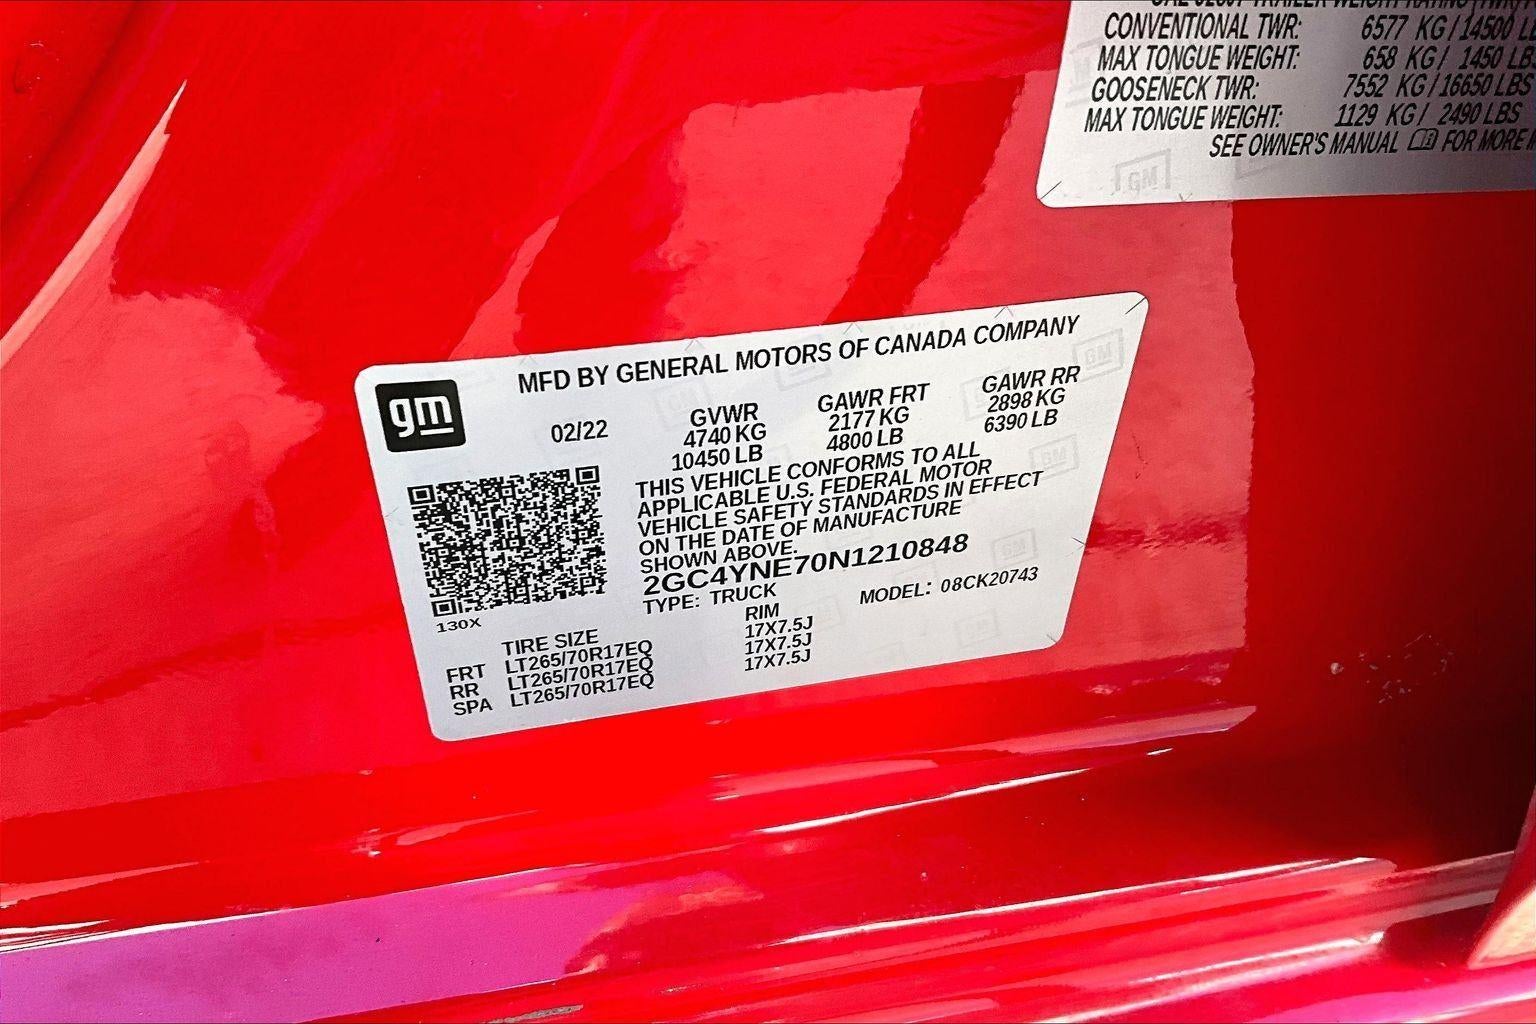 CONVENTIONAL TWR: 6577 KG / 14500
MAX TONGUE WEIGHT: 658 KG / 1450 LBS
GOOSENECK TWR: 7552 KG / 16650 LBS
MAX TONGUE WEIGHT: 1129 KG / 2490 LBS
SEE OWNER'S MANUAL FOR MORE
GM
MFD BY GENERAL MOTORS OF CANADA COMPANY
gm
02/22
GVWR GAWR FRT GAWR RR
4740 KG 2177 KG 2898 KG
10450 LB 4800 LB 6390 LB
THIS VEHICLE CONFORMS TO ALL
APPLICABLE U.S. FEDERAL MOTOR
VEHICLE SAFETY STANDARDS IN EFFECT
ON THE DATE OF MANUFACTURE
SHOWN ABOVE.
2GC4YNE70N1210848
TYPE: TRUCK MODEL: 08CK20743
130X
TIRE SIZE RIM
FRT LT265/70R17EQ 17X7.5J
RR LT265/70R17EQ 17X7.5J
SPA LT265/70R17EQ 17X7.5J